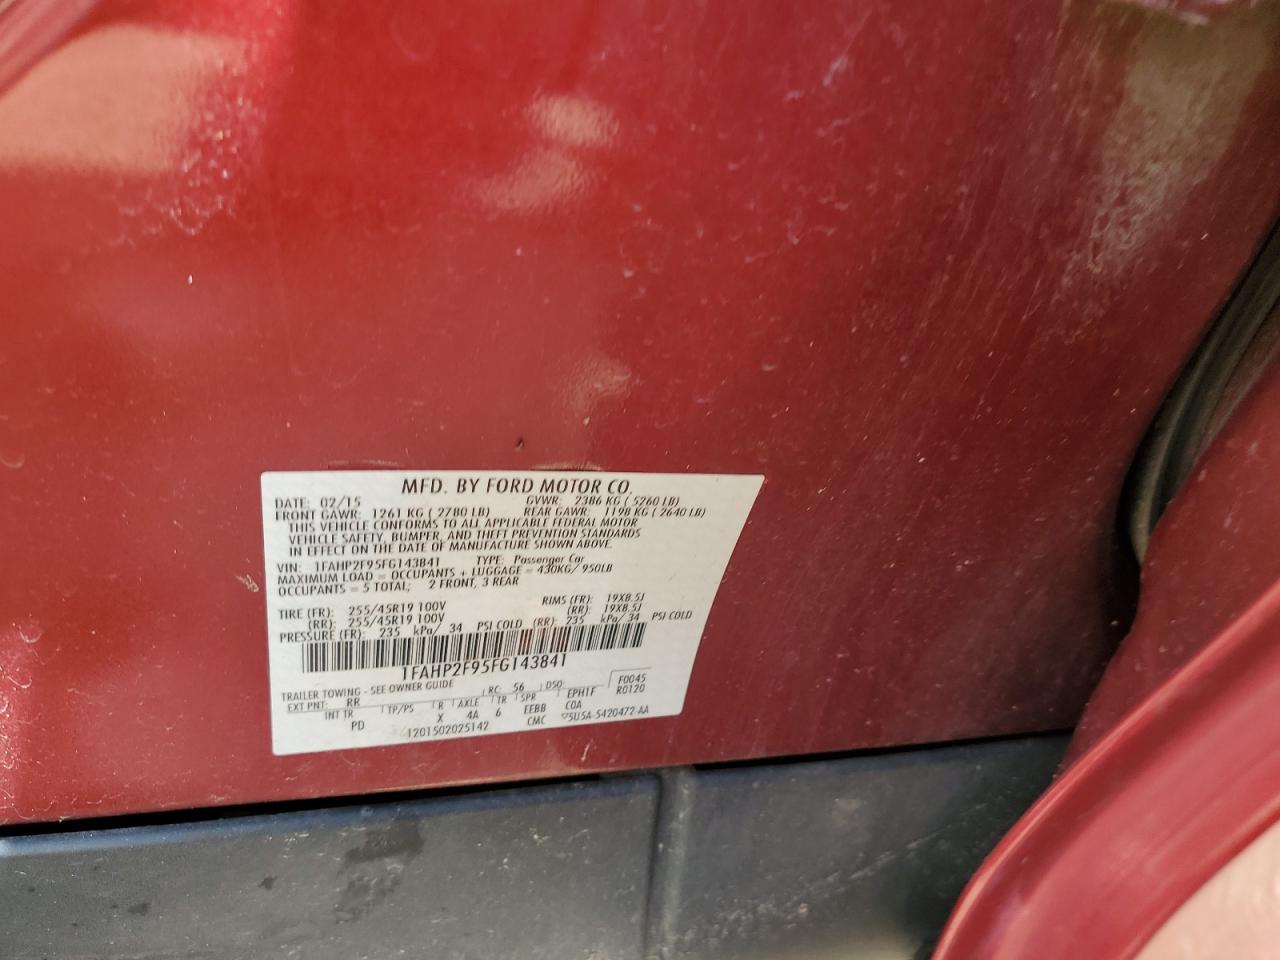 MFD. BY FORD MOTOR CO.
DATE: 02/15 GVWR: 2386 KG ( 5260 LB)
FRONT GAWR: 1261 KG ( 2780 LB) REAR GAWR: 1198 KG ( 2640 LB)
THIS VEHICLE CONFORMS TO ALL APPLICABLE FEDERAL MOTOR
VEHICLE SAFETY, BUMPER, AND THEFT PREVENTION STANDARDS
IN EFFECT ON THE DATE OF MANUFACTURE SHOWN ABOVE.
VIN: 1FAHP2F95FG143841 TYPE: Passenger Car
MAXIMUM LOAD = OCCUPANTS + LUGGAGE = 430KG/ 950LB
OCCUPANTS = 5 TOTAL; 2 FRONT, 3 REAR
TIRE (FR): 255/45R19 100V RIMS (FR): 19X8.5J
(RR): 255/45R19 100V (RR): 19X8.5J
PRESSURE (FR): 235 kPa/ 34 PSI COLD (RR): 235 kPa/ 34 PSI COLD
1FAHP2F95FG143841
TRAILER TOWING - SEE OWNER GUIDE RC: 56 DSO: F0045
EXT PNT: RR R0120
INT TR TP/PS R AXLE TR SPR EPH1F
PD X 4A 6 EEBB COA
1201502025142 CMC 5U5A-5420472-AA